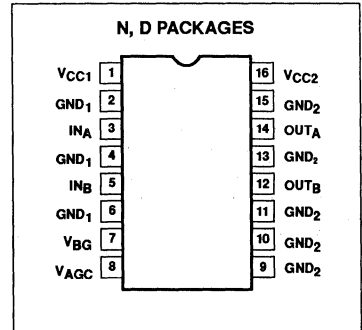 N, D PACKAGES
VCC1 1 16 VCC2
GND1 2 15 GND2
INA 3 14 OUTA
GND1 4 13 GND2
INB 5 12 OUTB
GND1 6 11 GND2
VBG 7 10 GND2
VAGC 8 9 GND2